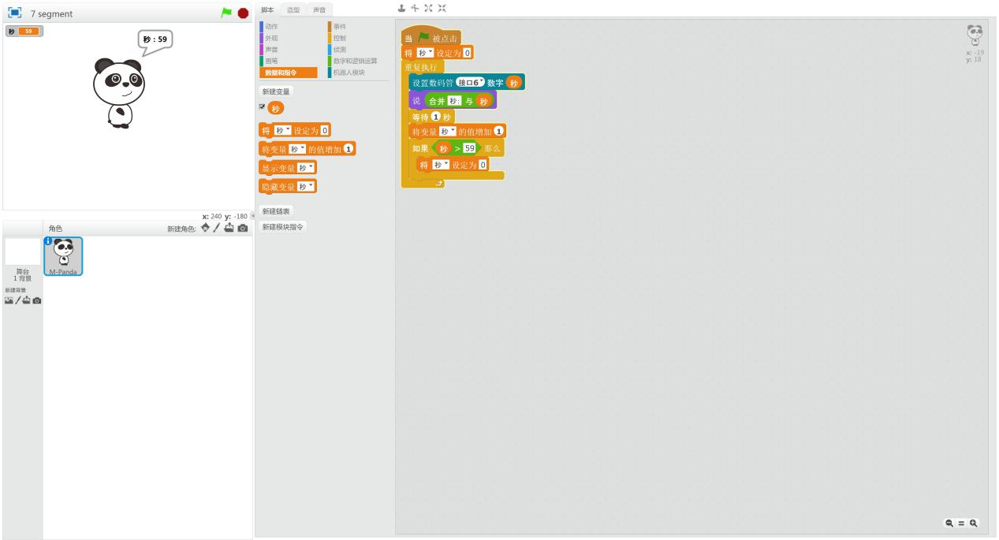 7 segment
秒 59
秒：59
x: 240 y: -180
角色
新建角色:
M-Panda
舞台
1 背景
新建背景
脚本 造型 声音
动作 事件
外观 控制
声音 侦测
画笔 数字和逻辑运算
数据和指令 机器人模块
新建变量
秒
将 秒 设定为 0
将变量 秒 的值增加 1
显示变量 秒
隐藏变量 秒
新建链表
新建模块指令
当 被点击
将 秒 设定为 0
重复执行
设置数码管 接口6 数字 秒
说 合并 秒: 与 秒
等待 1 秒
将变量 秒 的值增加 1
如果 秒 > 59 那么
将 秒 设定为 0
x: -19
y: 18